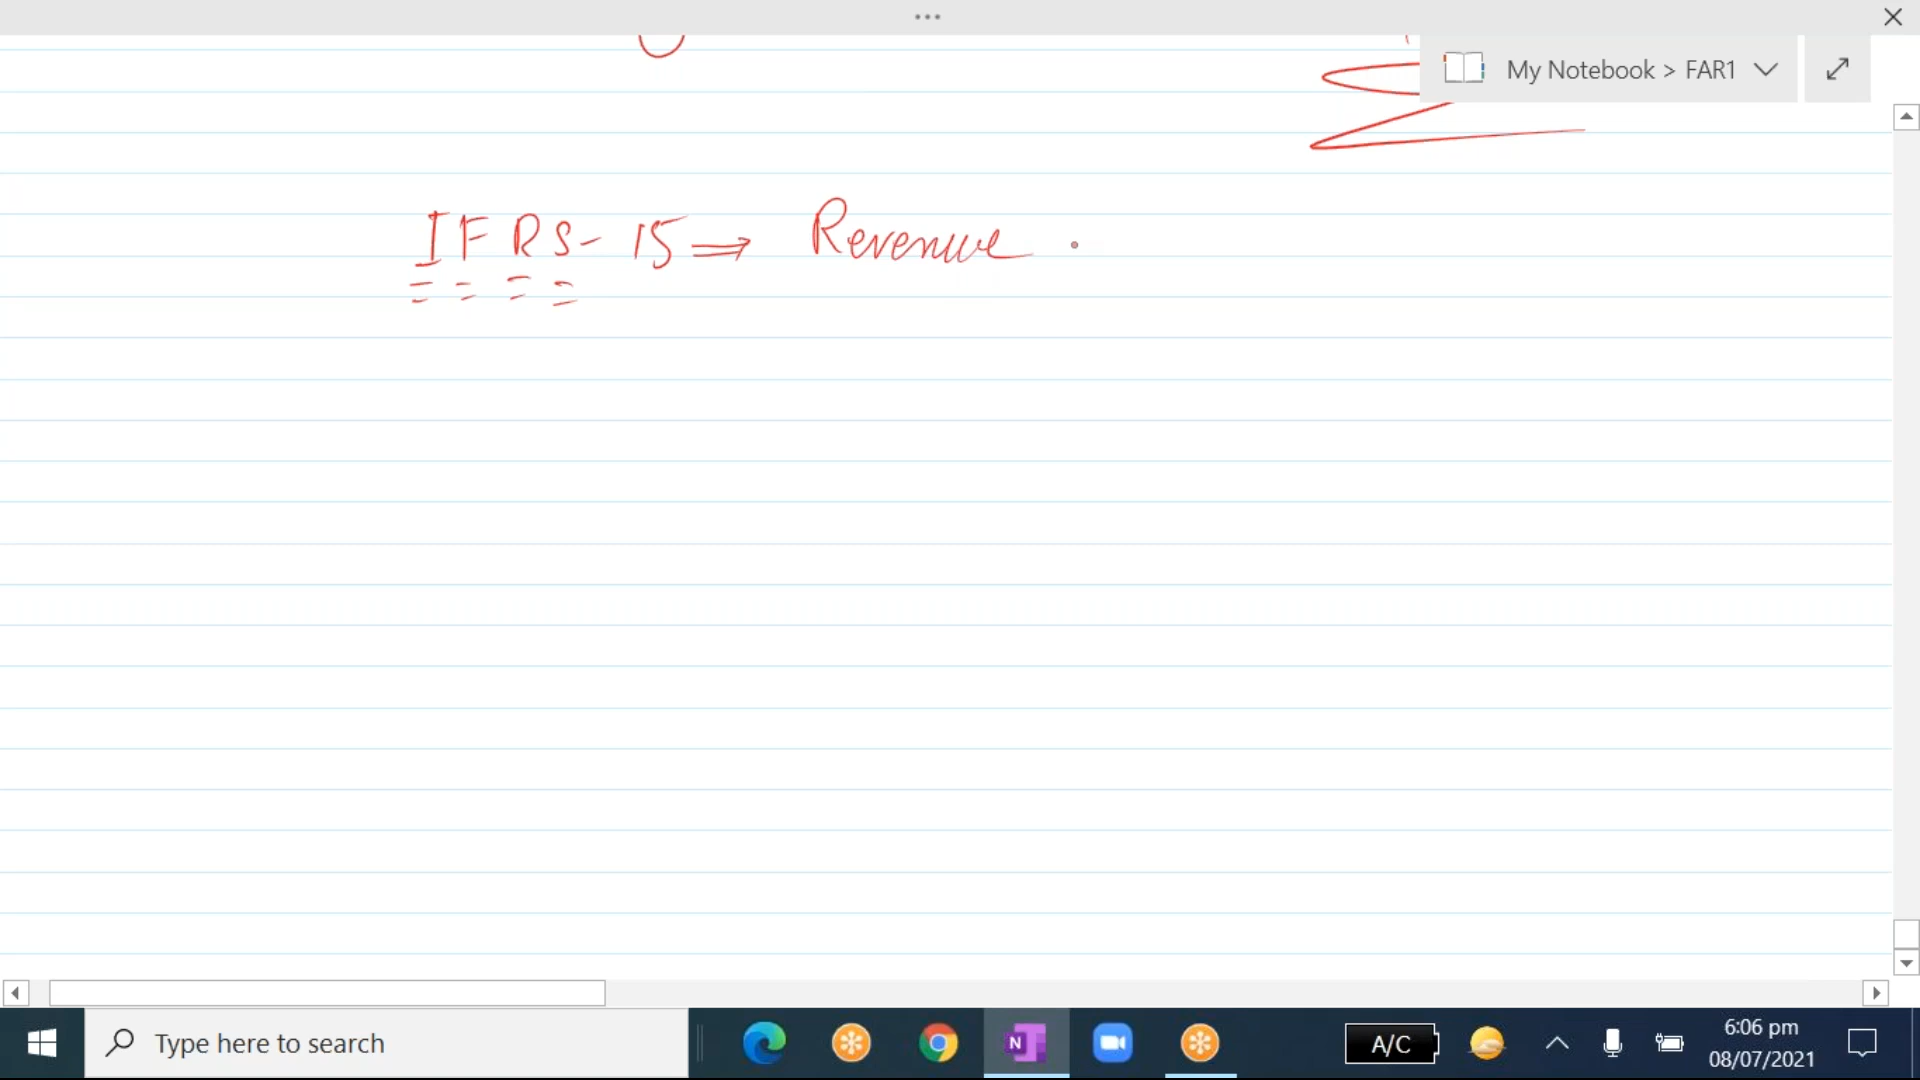 My Notebook > FAR1
IFRS- 15 ⇒ Revenue
Type here to search
N
A/C
6:06 pm
08/07/2021